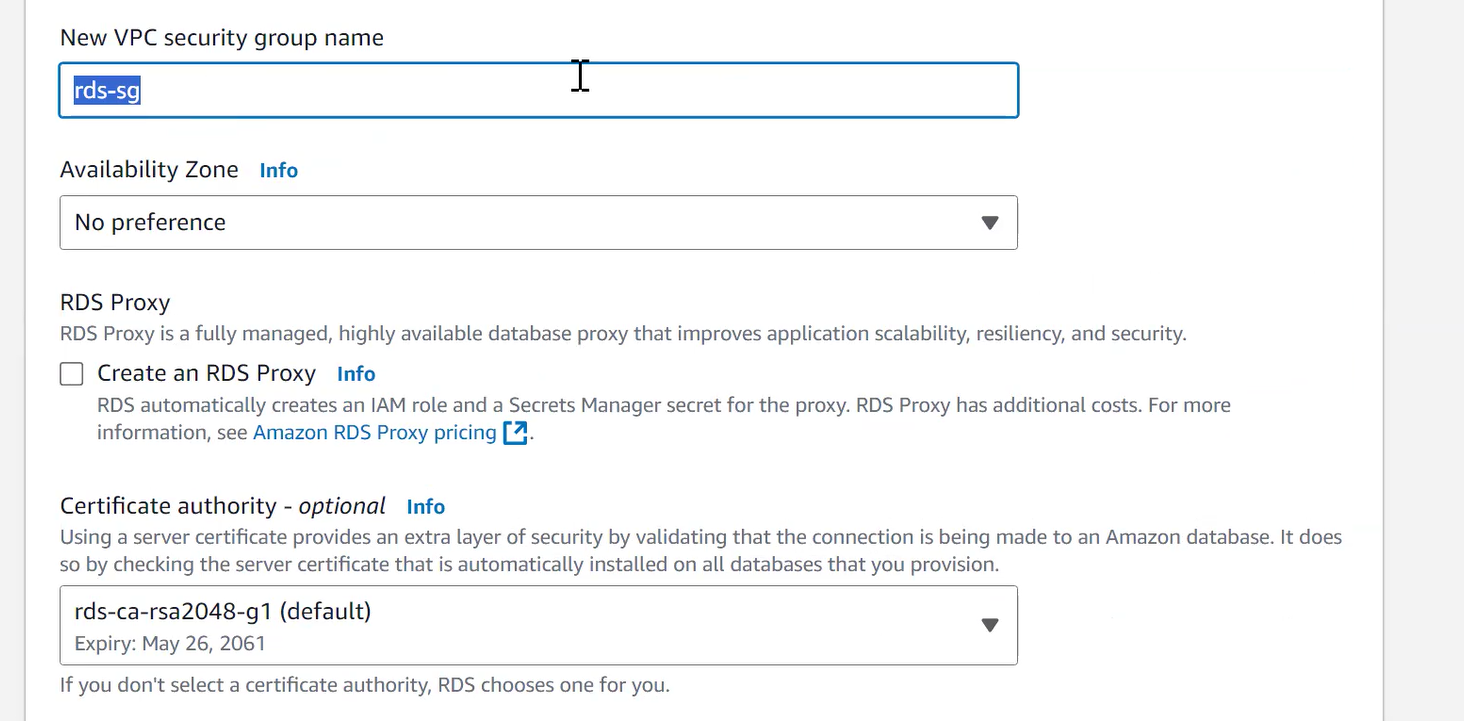 New VPC security group name
rds-sg
Availability Zone Info
No preference
RDS Proxy
RDS Proxy is a fully managed, highly available database proxy that improves application scalability, resiliency, and security.
Create an RDS Proxy Info
RDS automatically creates an IAM role and a Secrets Manager secret for the proxy. RDS Proxy has additional costs. For more
information, see Amazon RDS Proxy pricing .
Certificate authority - optional Info
Using a server certificate provides an extra layer of security by validating that the connection is being made to an Amazon database. It does
so by checking the server certificate that is automatically installed on all databases that you provision.
rds-ca-rsa2048-g1 (default)
Expiry: May 26, 2061
If you don't select a certificate authority, RDS chooses one for you.